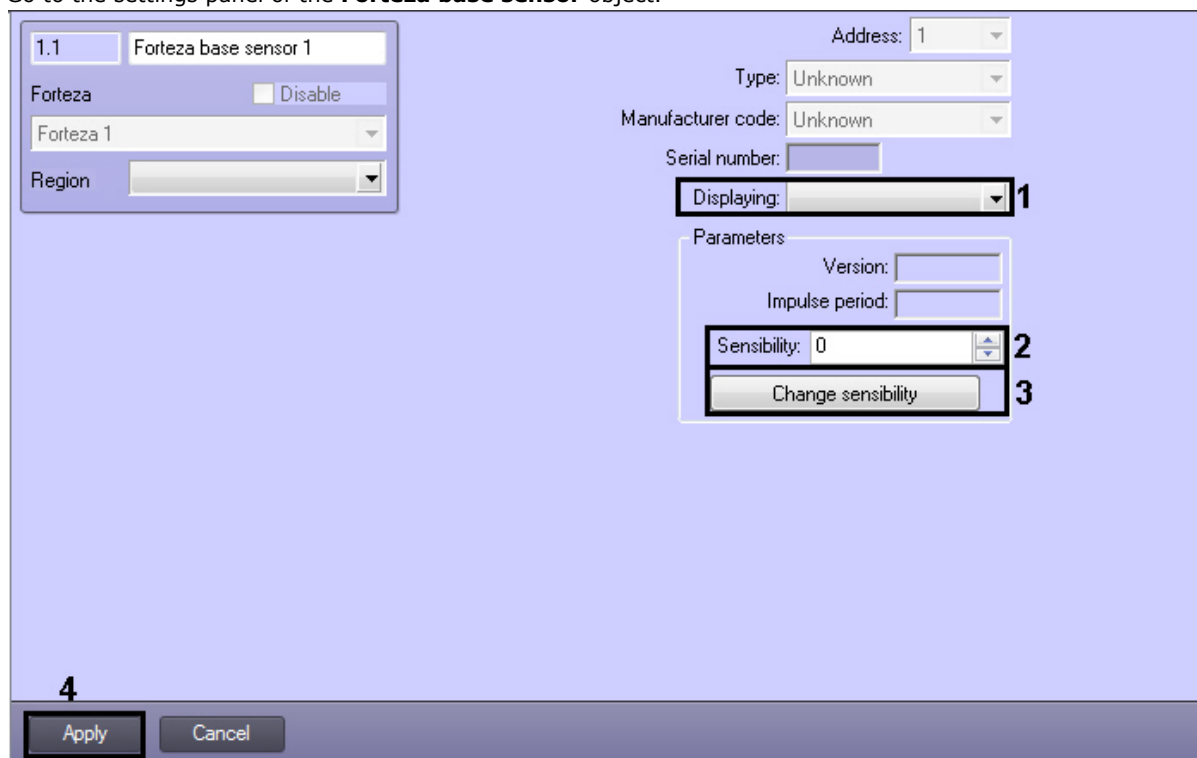 Go to the settings panel of the Forteza base sensor object.
1.1 Forteza base sensor 1
Forteza Disable
Forteza 1
Region
Address: 1
Type: Unknown
Manufacturer code: Unknown
Serial number:
Displaying: 1
Parameters
Version:
Impulse period:
Sensibility: 0 2
Change sensibility 3
4
Apply Cancel